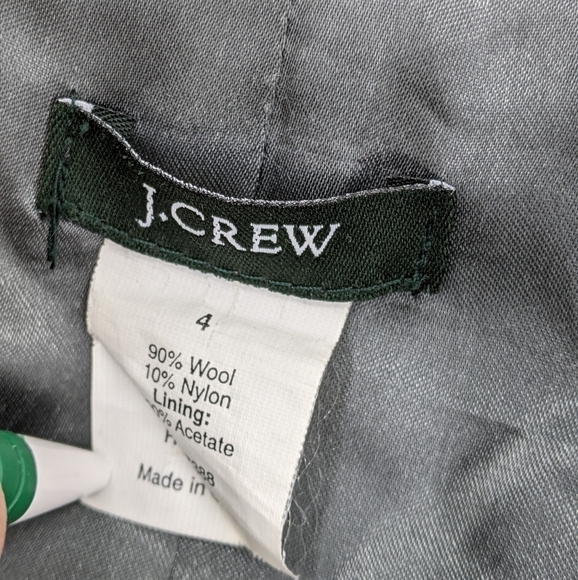 J.CREW
4
90% Wool
10% Nylon
Lining:
Acetate
Made in